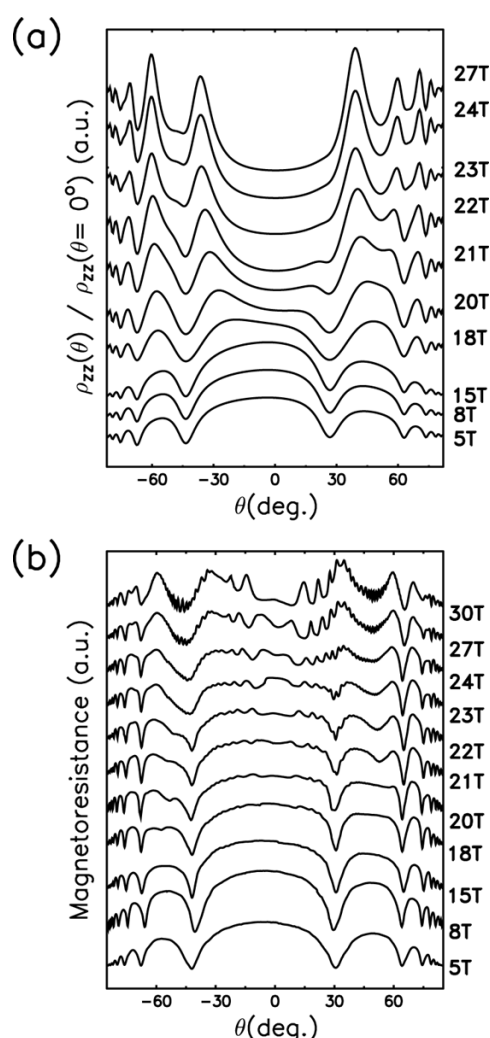 (a)
ρzz(θ) / ρzz(θ= 0°) (a.u.)
27T
24T
23T
22T
21T
20T
18T
15T
8T
5T
−60 −30 0 30 60
θ(deg.)
(b)
Magnetoresistance (a.u.)
30T
27T
24T
23T
22T
21T
20T
18T
15T
8T
5T
−60 −30 0 30 60
θ(deg.)